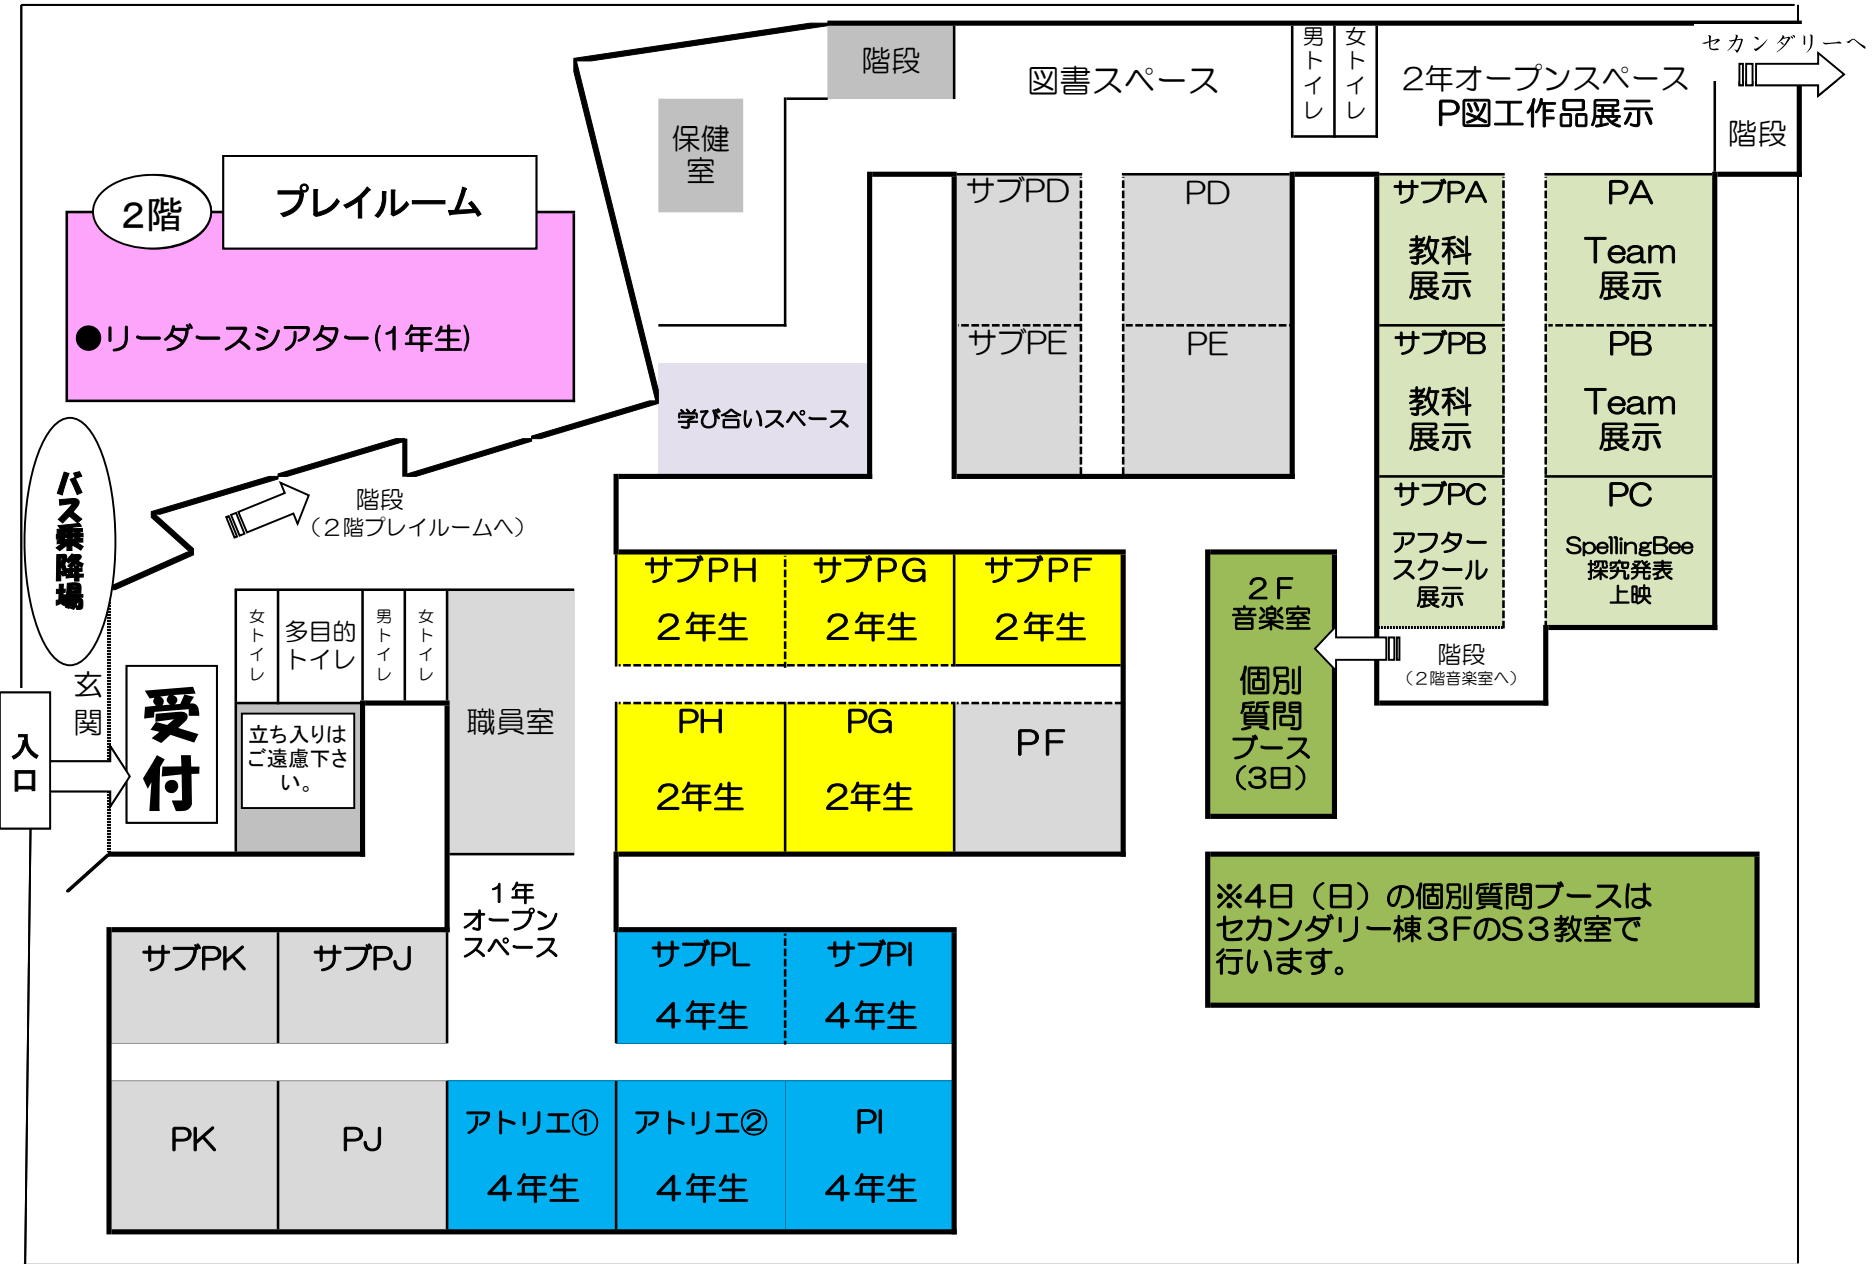 セカンダリーへ
階段
図書スペース
男トイレ
女トイレ
2年オープンスペース
P図工作品展示
階段
保健
室
2階
プレイルーム
●リーダースシアター(1年生)
サブPD
PD
サブPA
教科
展示
PA
Team
展示
サブPE
PE
サブPB
教科
展示
PB
Team
展示
学び合いスペース
バス乗降場
階段
(2階プレイルームへ)
サブPC
アフター
スクール
展示
PC
SpellingBee
探究発表
上映
サブPH
2年生
サブPG
2年生
サブPF
2年生
2F
音楽室
個別
質問
ブース
(3日)
階段
(2階音楽室へ)
女トイレ
多目的
トイレ
男トイレ
女トイレ
職員室
玄関
受付
入口
立ち入りは
ご遠慮下さ
い。
PH
2年生
PG
2年生
PF
1年
オープン
スペース
※4日(日)の個別質問ブースは
セカンダリー棟3FのS3教室で
行います。
サブPK
サブPJ
サブPL
4年生
サブPI
4年生
PK
PJ
アトリエ①
4年生
アトリエ②
4年生
PI
4年生